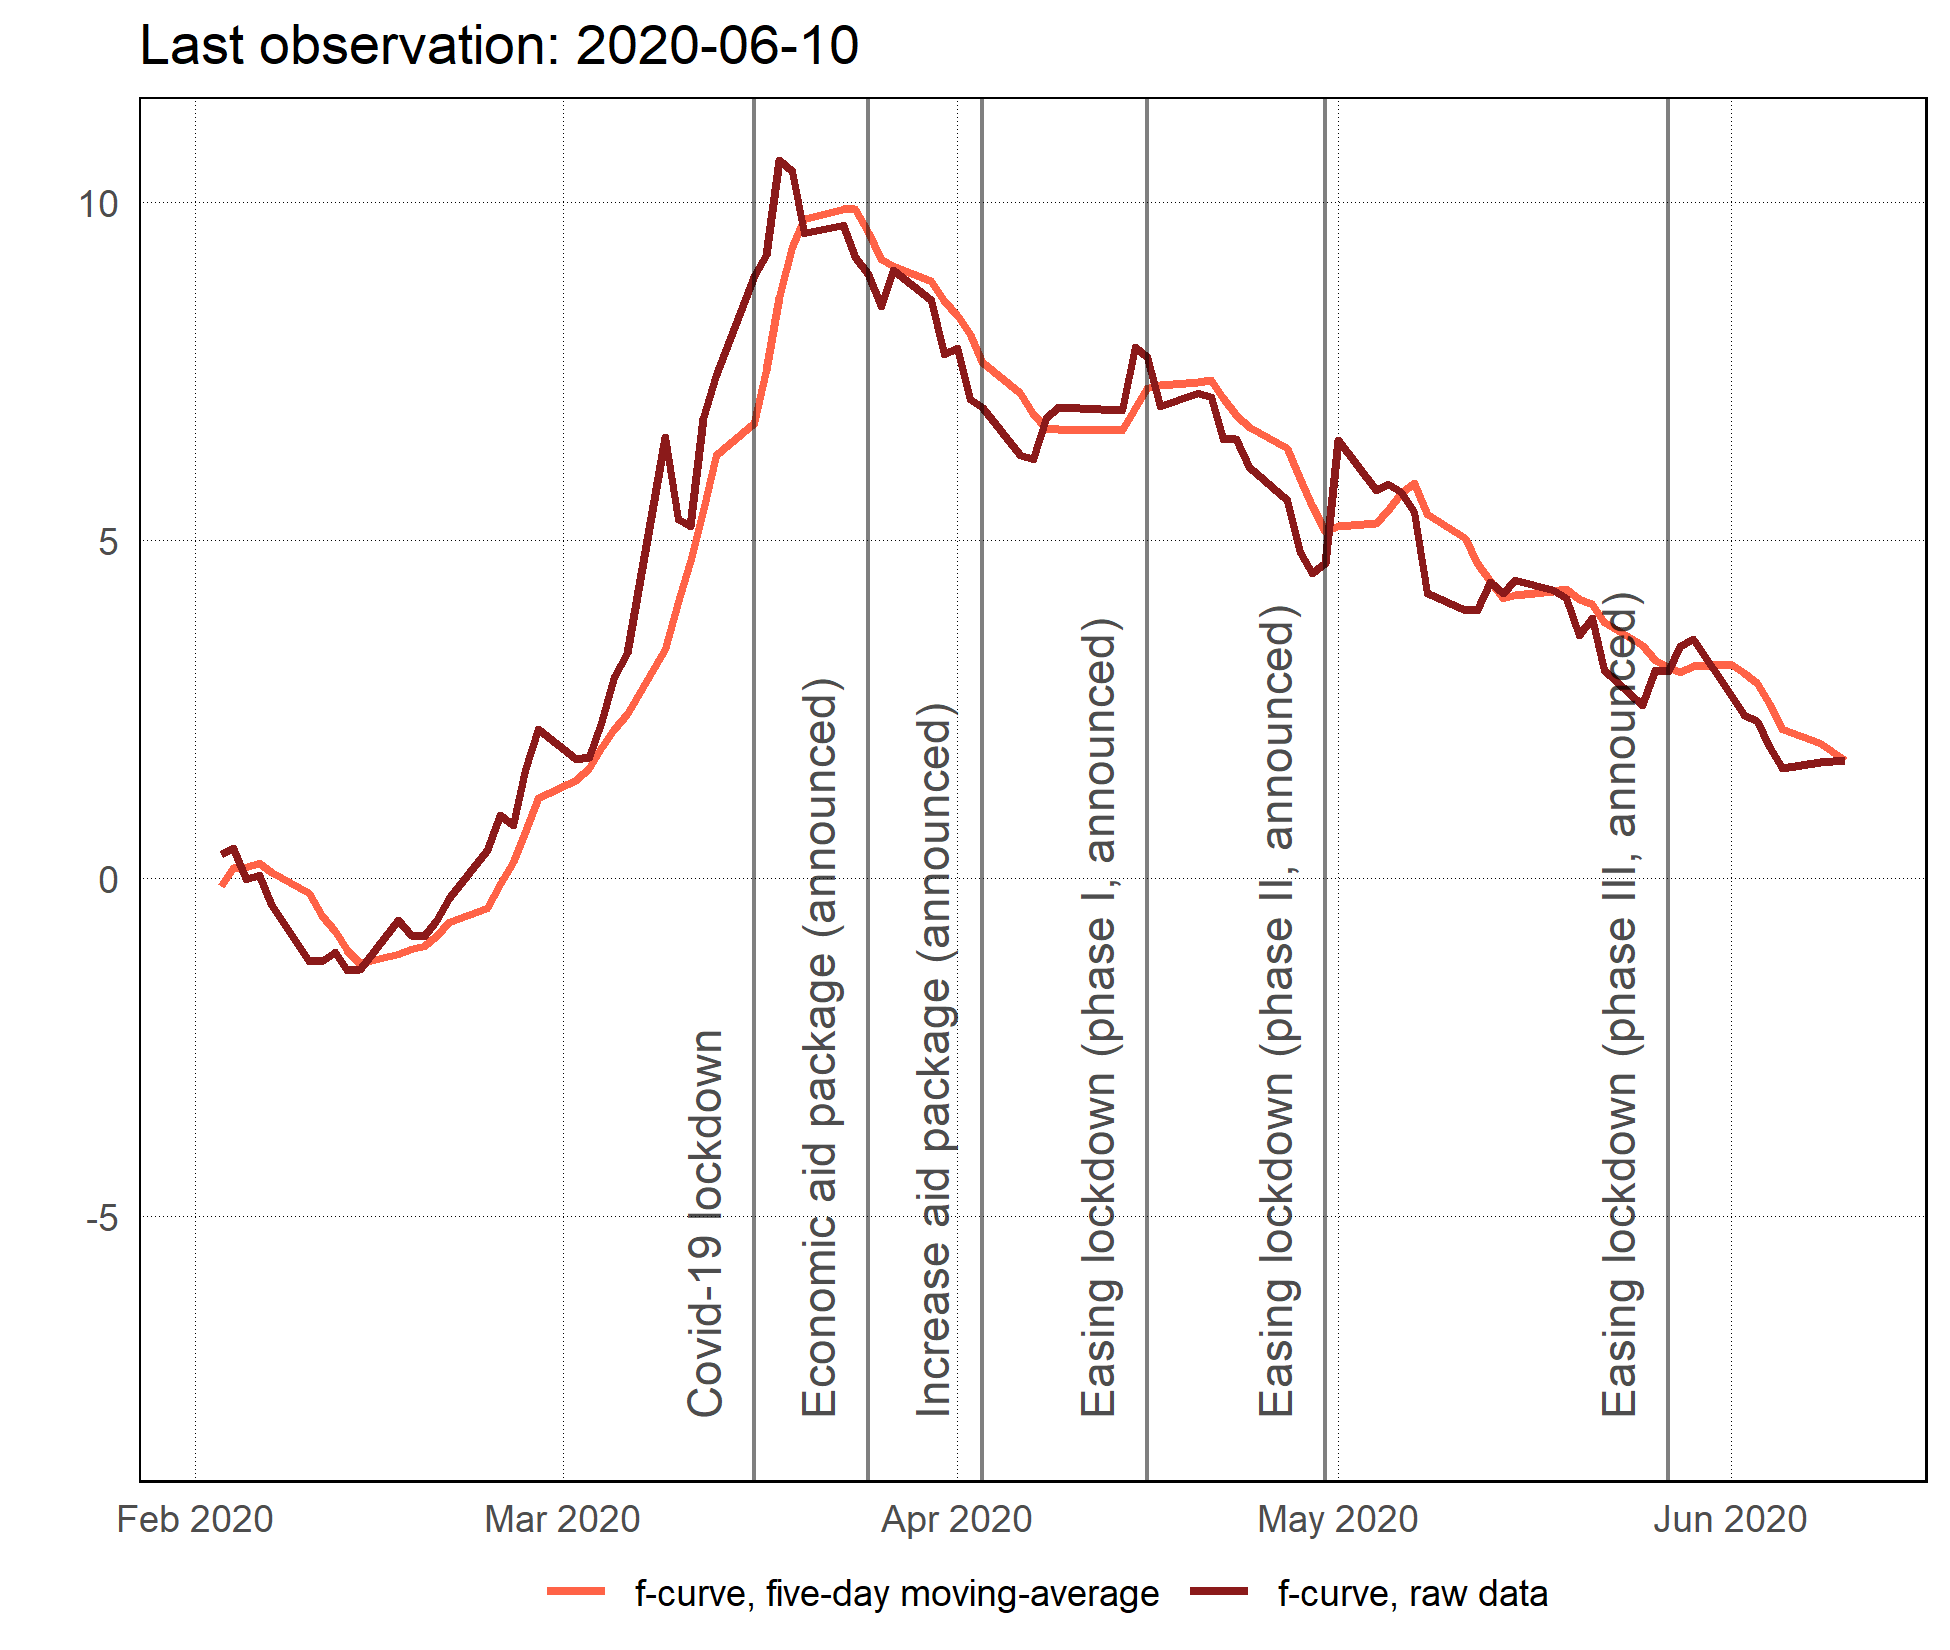 Last observation: 2020-06-10
10
5
0
-5
Covid-19 lockdown
Economic aid package (announced)
Increase aid package (announced)
Easing lockdown (phase I, announced)
Easing lockdown (phase II, announced)
Easing lockdown (phase III, announced)
Feb 2020
Mar 2020
Apr 2020
May 2020
Jun 2020
f-curve, five-day moving-average
f-curve, raw data